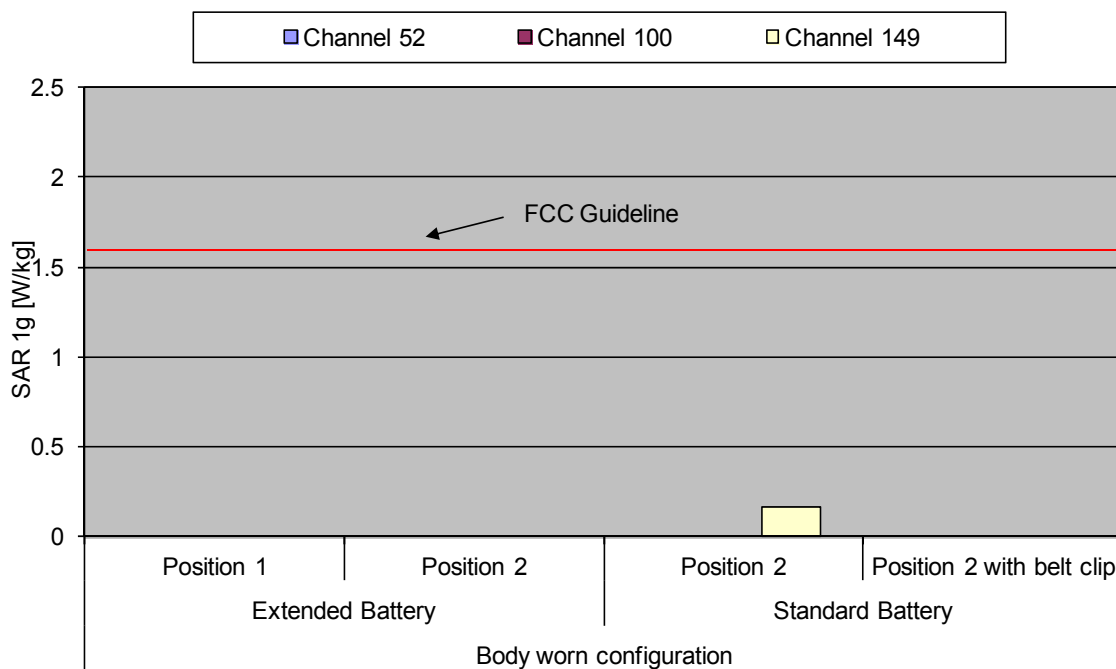 Channel 52 Channel 100 Channel 149
2.5
2
FCC Guideline
1.5
1
0.5
0
SAR 1g [W/kg]
Position 1 Position 2 Position 2 Position 2 with belt clip
Extended Battery Standard Battery
Body worn configuration